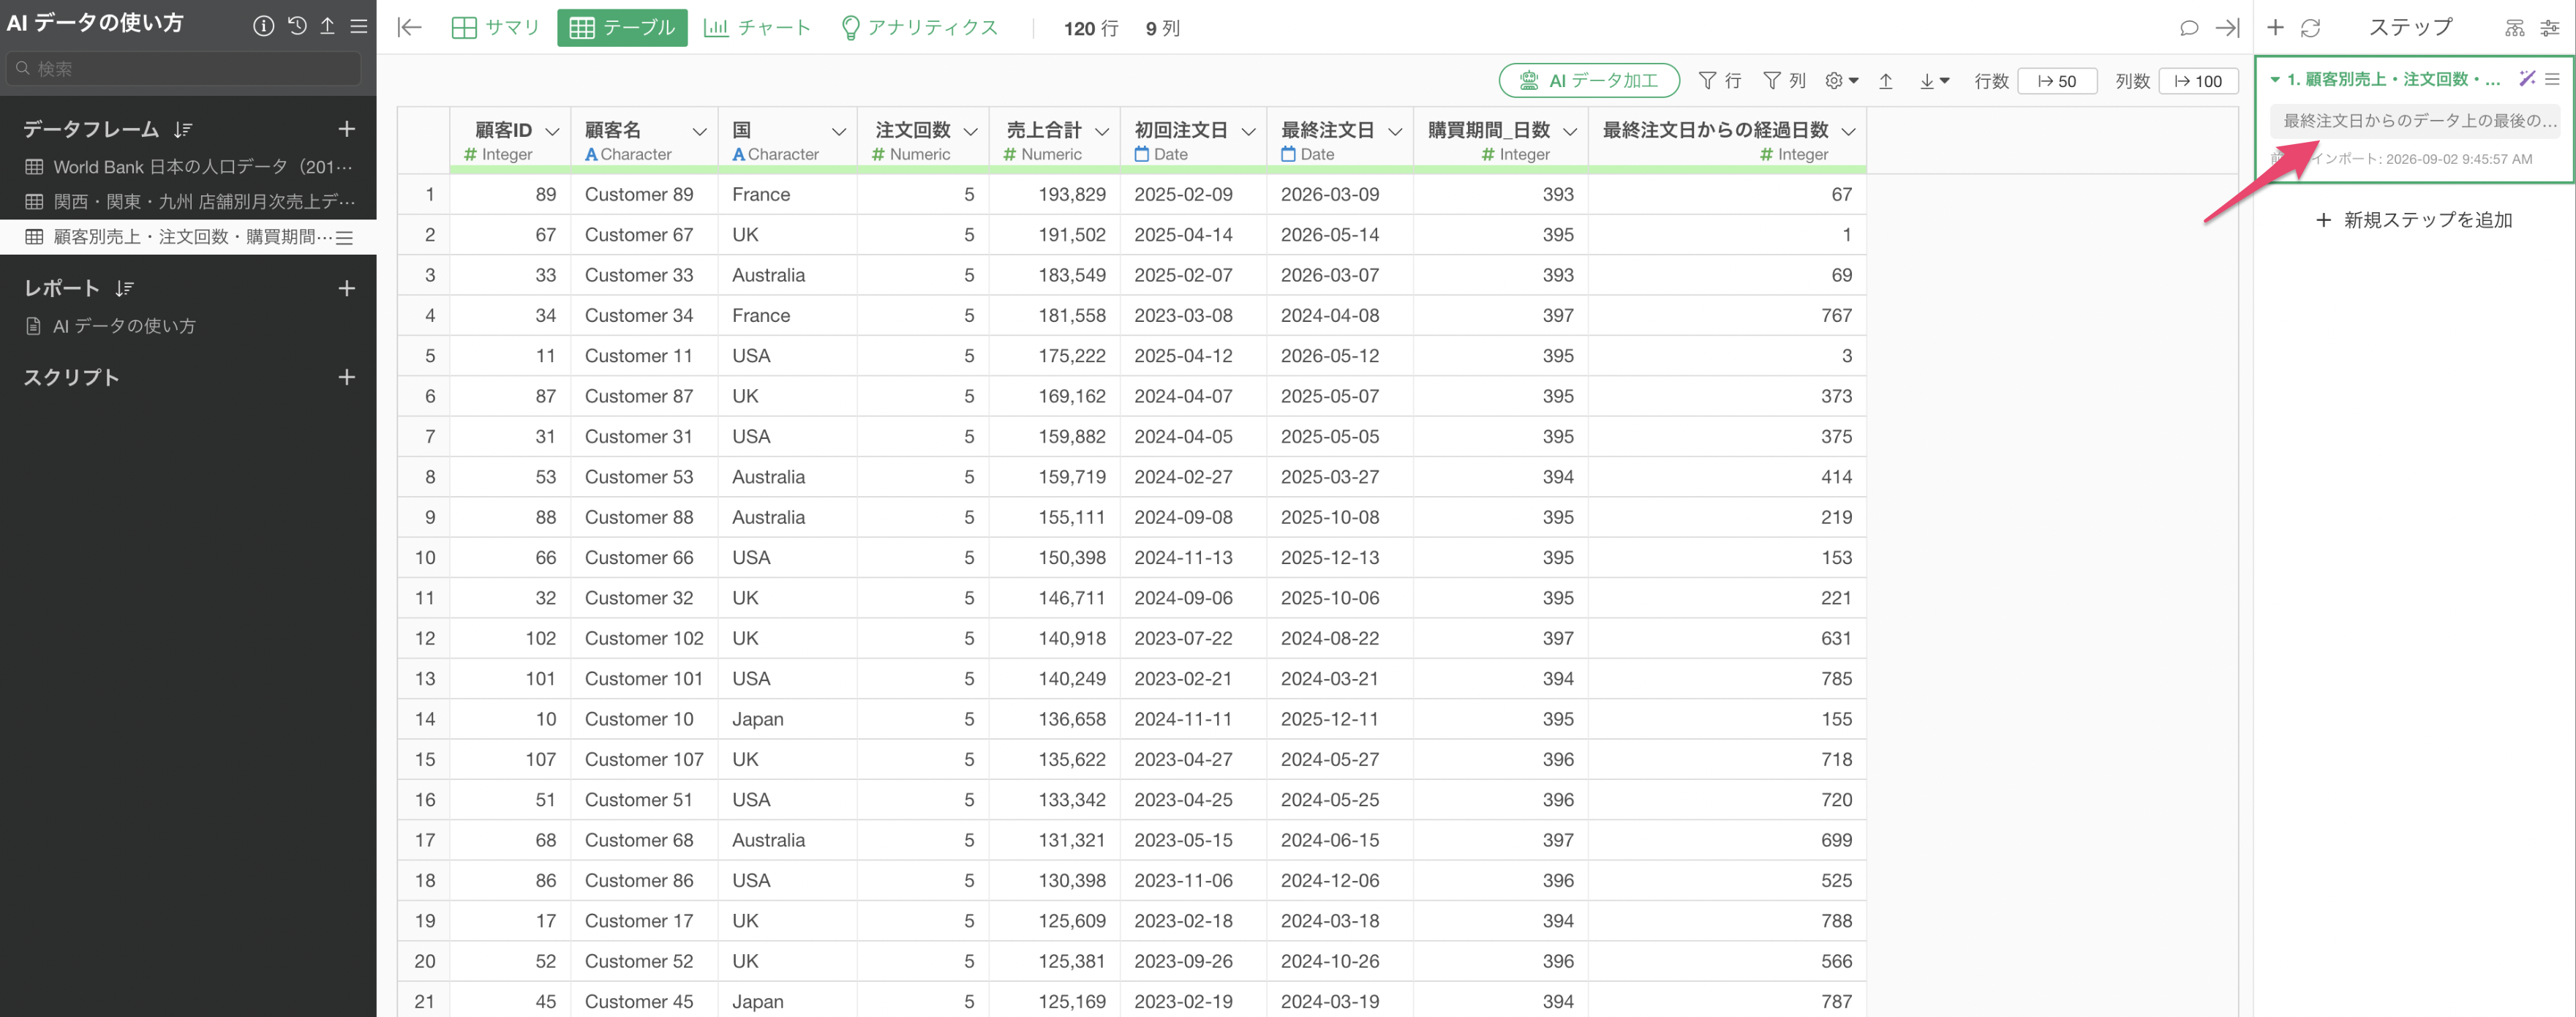 AI データの使い方
サマリ テーブル チャート アナリティクス 120 行 9 列
ステップ
検索
AI データ加工 行 列 行数 50 列数 100
1. 顧客別売上・注文回数・...
最終注文日からのデータ上の最後の...
インポート: 2026-09-02 9:45:57 AM
新規ステップを追加
データフレーム
World Bank 日本の人口データ（201…
関西・関東・九州 店舗別月次売上デ…
顧客別売上・注文回数・購買期間…
レポート
AI データの使い方
スクリプト
顧客ID 顧客名 国 注文回数 売上合計 初回注文日 最終注文日 購買期間_日数 最終注文日からの経過日数
# Integer A Character A Character # Numeric # Numeric Date Date # Integer # Integer
1 89 Customer 89 France 5 193,829 2025-02-09 2026-03-09 393 67
2 67 Customer 67 UK 5 191,502 2025-04-14 2026-05-14 395 1
3 33 Customer 33 Australia 5 183,549 2025-02-07 2026-03-07 393 69
4 34 Customer 34 France 5 181,558 2023-03-08 2024-04-08 397 767
5 11 Customer 11 USA 5 175,222 2025-04-12 2026-05-12 395 3
6 87 Customer 87 UK 5 169,162 2024-04-07 2025-05-07 395 373
7 31 Customer 31 USA 5 159,882 2024-04-05 2025-05-05 395 375
8 53 Customer 53 Australia 5 159,719 2024-02-27 2025-03-27 394 414
9 88 Customer 88 Australia 5 155,111 2024-09-08 2025-10-08 395 219
10 66 Customer 66 USA 5 150,398 2024-11-13 2025-12-13 395 153
11 32 Customer 32 UK 5 146,711 2024-09-06 2025-10-06 395 221
12 102 Customer 102 UK 5 140,918 2023-07-22 2024-08-22 397 631
13 101 Customer 101 USA 5 140,249 2023-02-21 2024-03-21 394 785
14 10 Customer 10 Japan 5 136,658 2024-11-11 2025-12-11 395 155
15 107 Customer 107 UK 5 135,622 2023-04-27 2024-05-27 396 718
16 51 Customer 51 USA 5 133,342 2023-04-25 2024-05-25 396 720
17 68 Customer 68 Australia 5 131,321 2023-05-15 2024-06-15 397 699
18 86 Customer 86 USA 5 130,398 2023-11-06 2024-12-06 396 525
19 17 Customer 17 UK 5 125,609 2023-02-18 2024-03-18 394 788
20 52 Customer 52 UK 5 125,381 2023-09-26 2024-10-26 396 566
21 45 Customer 45 Japan 5 125,169 2023-02-19 2024-03-19 394 787